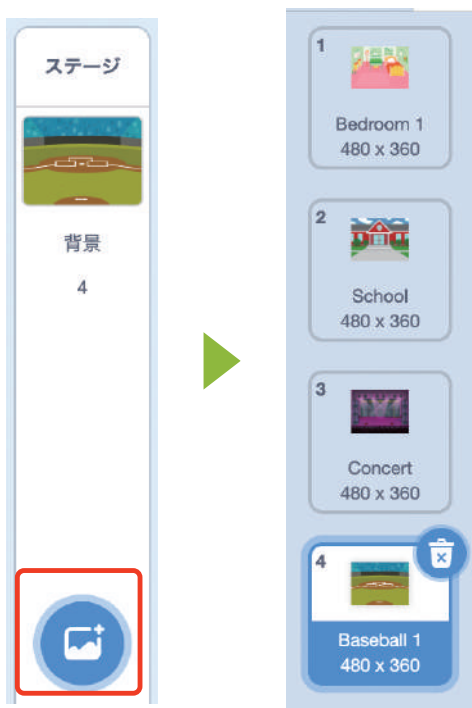 ステージ
背景
4
1
Bedroom 1
480 x 360
2
School
480 x 360
3
Concert
480 x 360
4
Baseball 1
480 x 360